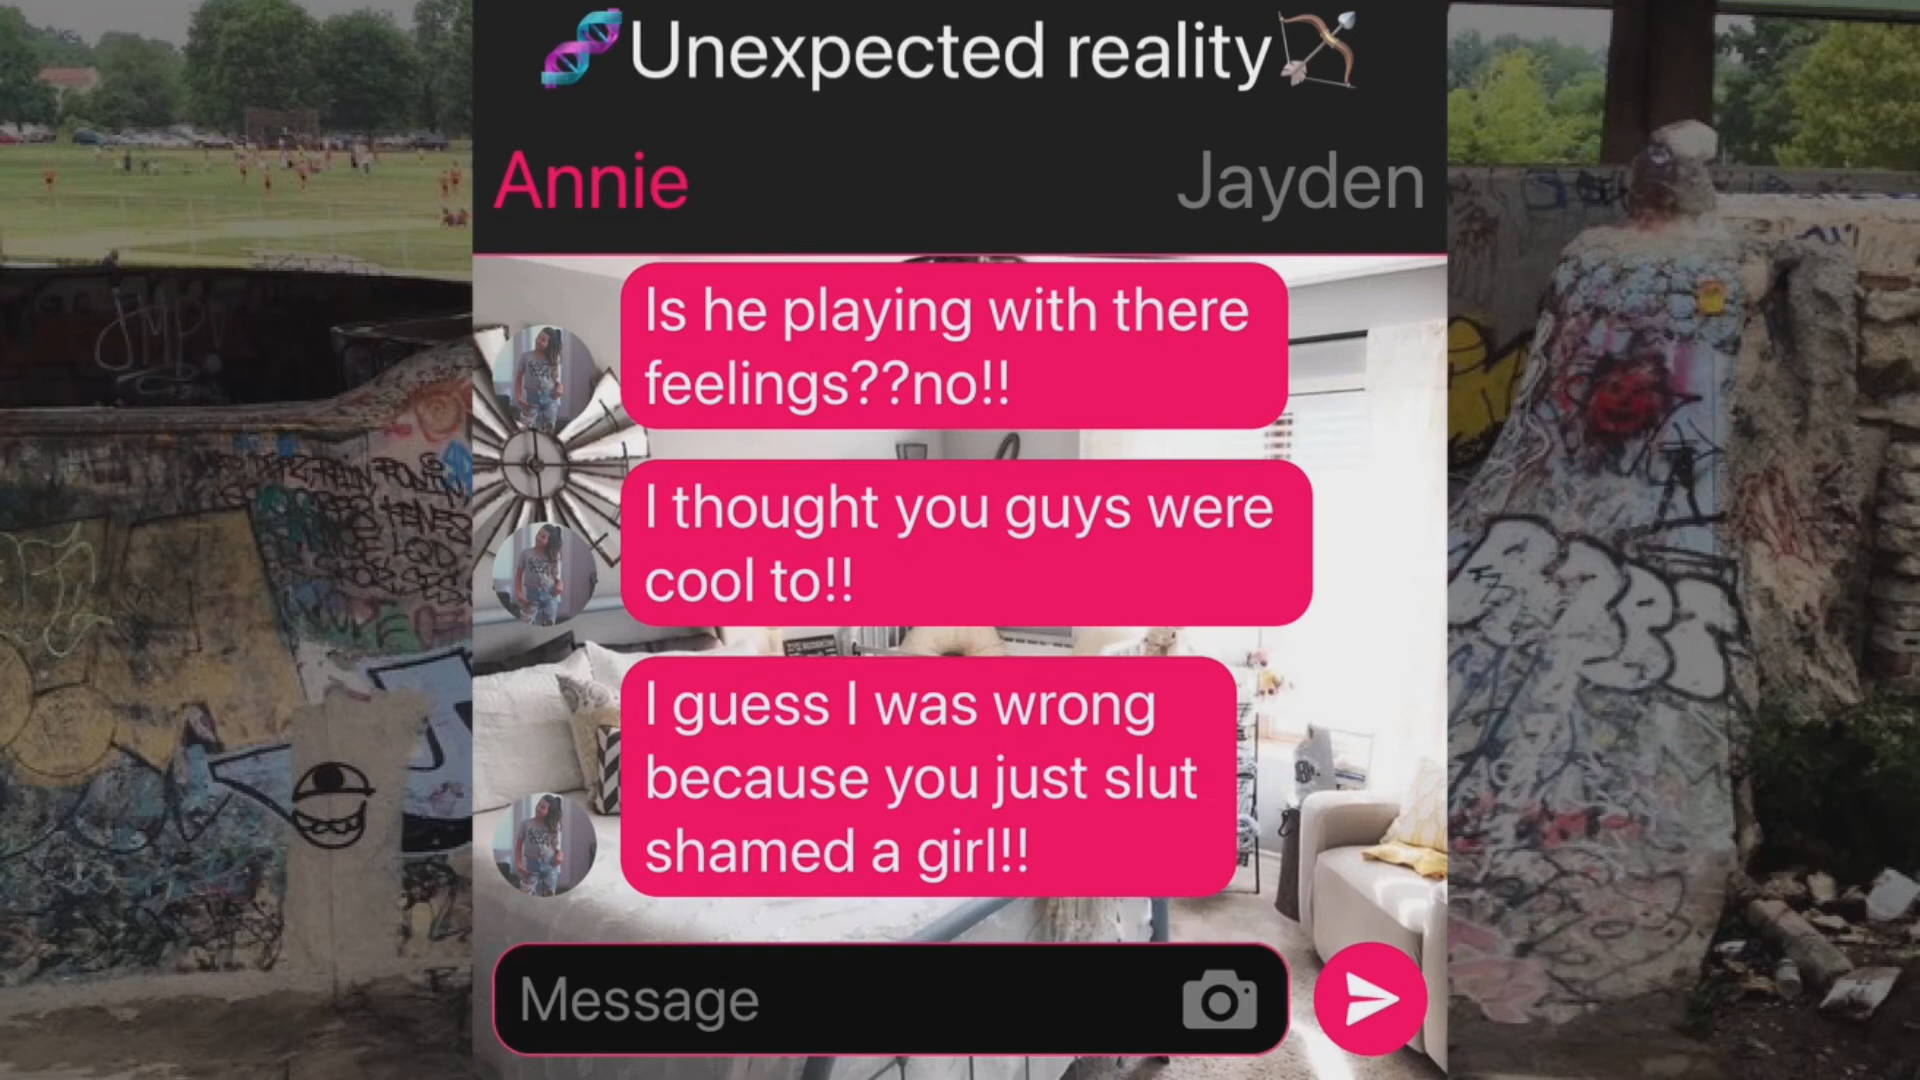 🧬Unexpected reality🏹
Annie
Jayden
Is he playing with there
feelings??no!!
I thought you guys were
cool to!!
I guess I was wrong
because you just slut
shamed a girl!!
Message